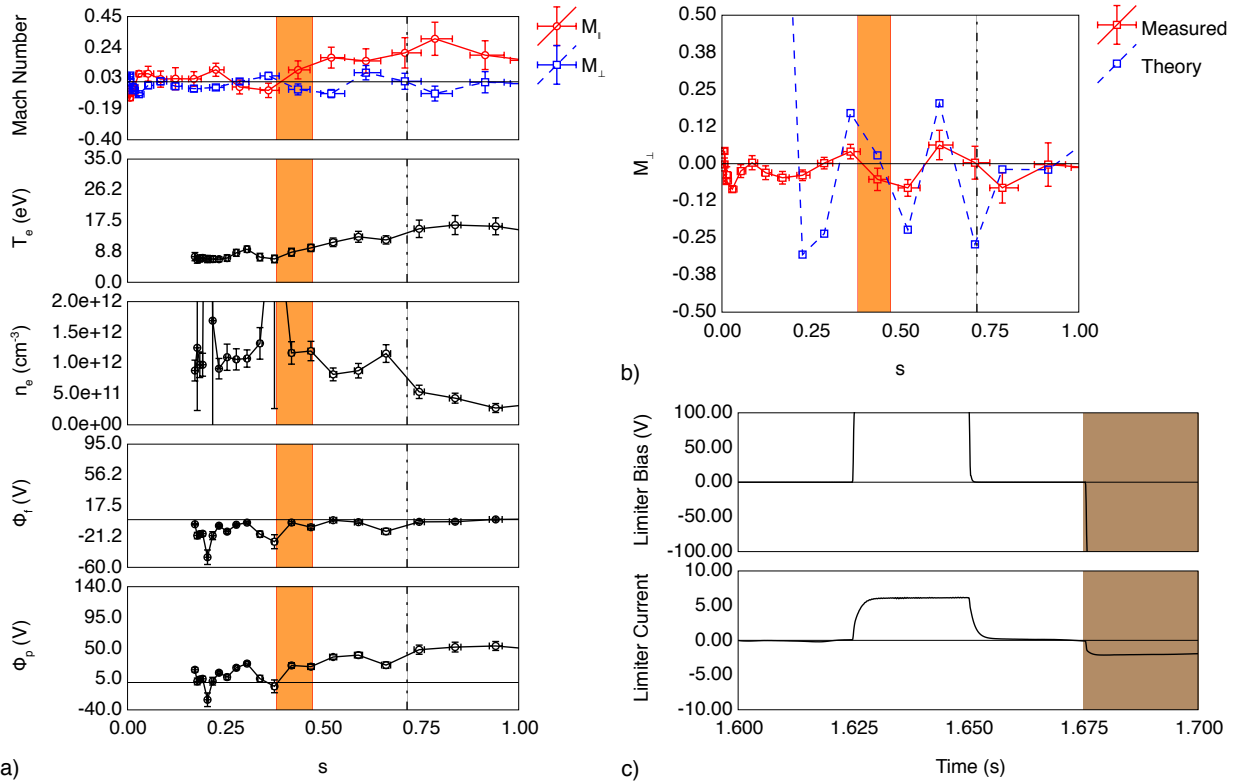 Mach Number
0.45
0.24
0.03
-0.19
-0.40
M∥
M⊥
Tₑ (eV)
35.0
26.2
17.5
8.8
0.0
nₑ (cm⁻³)
2.0e+12
1.5e+12
1.0e+12
5.0e+11
0.0e+00
Φf (V)
95.0
56.2
17.5
-21.2
-60.0
Φp (V)
140.0
95.0
50.0
5.0
-40.0
0.00 0.25 0.50 0.75 1.00
a) s
M⊥
0.50
0.38
0.25
0.12
0.00
-0.12
-0.25
-0.38
-0.50
Measured
Theory
0.00 0.25 0.50 0.75 1.00
b) s
Limiter Bias (V)
100.00
50.00
0.00
-50.00
-100.00
Limiter Current
10.00
5.00
0.00
-5.00
-10.00
1.600 1.625 1.650 1.675 1.700
c) Time (s)